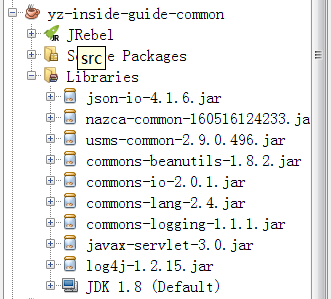 yz-inside-guide-common
JRebel
Packages
src
Libraries
json-io-4.1.6.jar
nazca-common-160516124233.ja
usms-common-2.9.0.496.jar
commons-beanutils-1.8.2.jar
commons-io-2.0.1.jar
commons-lang-2.4.jar
commons-logging-1.1.1.jar
javax-servlet-3.0.jar
log4j-1.2.15.jar
JDK 1.8 (Default)